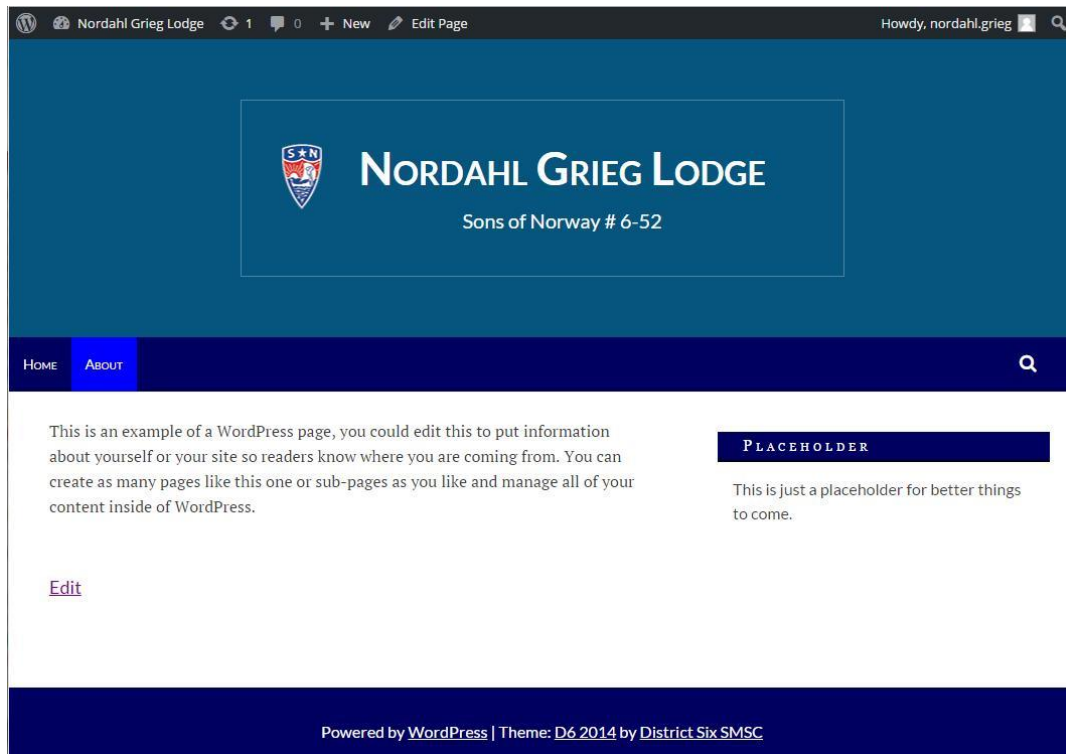 Nordahl Grieg Lodge 1 0 New Edit Page Howdy, nordahl.grieg
S★N
NORDAHL GRIEG LODGE
Sons of Norway # 6-52
HOME ABOUT
This is an example of a WordPress page, you could edit this to put information
about yourself or your site so readers know where you are coming from. You can
create as many pages like this one or sub-pages as you like and manage all of your
content inside of WordPress.
Edit
PLACEHOLDER
This is just a placeholder for better things
to come.
Powered by WordPress | Theme: D6 2014 by District Six SMSC